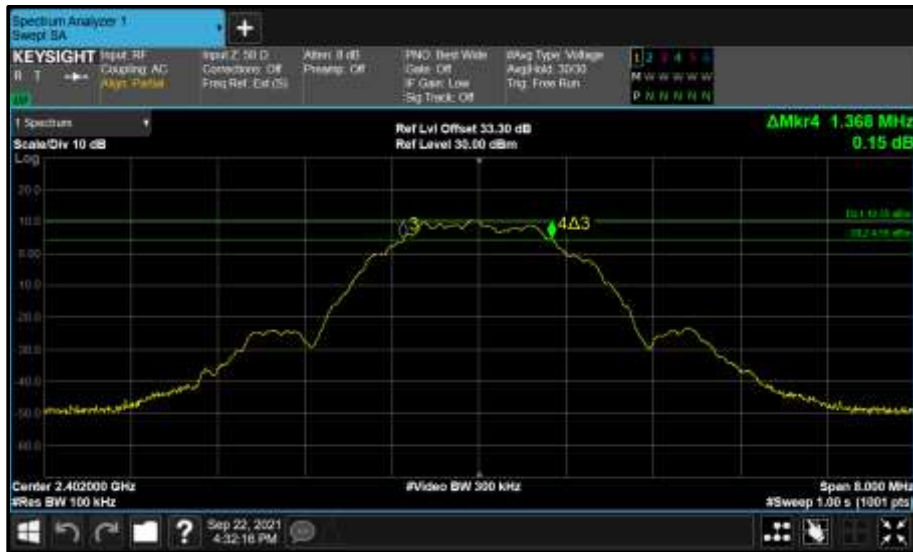 Spectrum Analyzer 1
Swept SA
+
KEYSIGHT Input: RF Input Z: 50 Ω Atten: 8 dB PNO: Best Wide #Avg Type: Voltage 1 2 3 4 5 6
R T Coupling: AC Corrections: Off Preamp: Off Gate: Off Avg|Hold: 30/30 M W W W W W
Align: Partial Freq Ref: Ext (S) IF Gain: Low Trig: Free Run
Sig Track: Off P N N N N N
1 Spectrum
Ref Lvl Offset 33.30 dB ΔMkr4 1.368 MHz
Scale/Div 10 dB Ref Level 30.00 dBm 0.15 dB
Log
20.0
10.0
3
4Δ3
0.00
-10.0
-20.0
-30.0
-40.0
-50.0
-60.0
Center 2.402000 GHz #Video BW 300 kHz Span 8.000 MHz
#Res BW 100 kHz #Sweep 1.00 s (1001 pts)
? Sep 22, 2021
4:32:16 PM